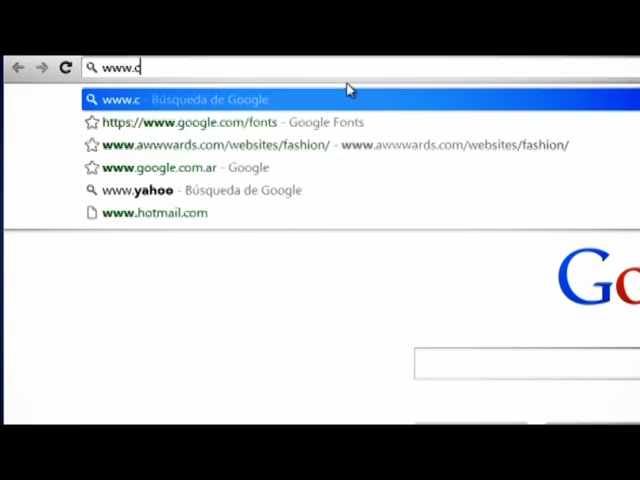 www.c
www.c - Búsqueda de Google
https://www.google.com/fonts - Google Fonts
www.awwwards.com/websites/fashion/ - www.awwwards.com/websites/fashion/
www.google.com.ar - Google
www.yahoo - Búsqueda de Google
www.hotmail.com
Go